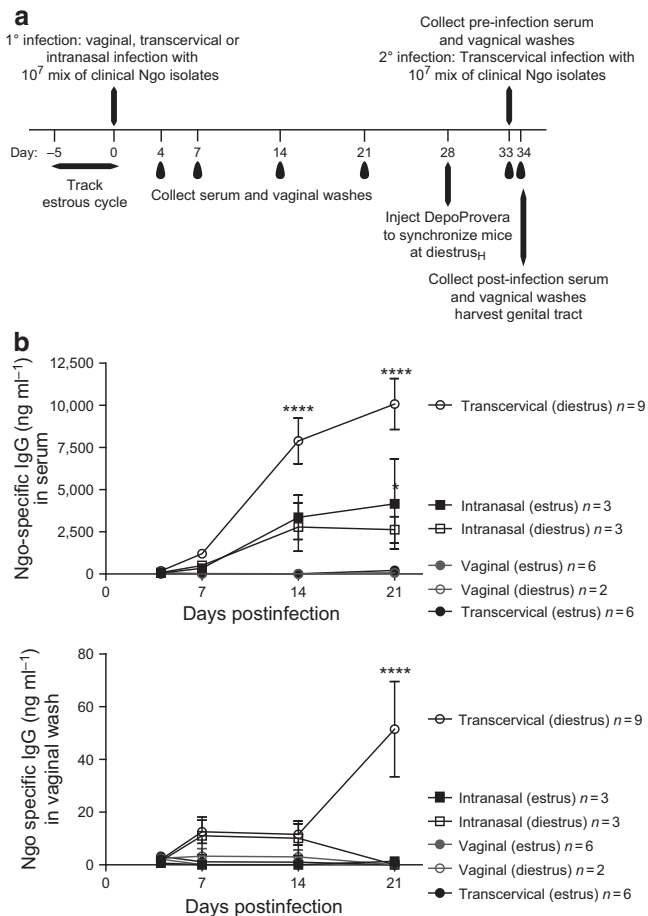 a
1° infection: vaginal, transcervical or
intranasal infection with
10⁷ mix of clinical Ngo isolates
Collect pre-infection serum
and vagnical washes
2° infection: Transcervical infection with
10⁷ mix of clinical Ngo isolates
Day: –5 0 4 7 14 21 28 33 34
Track
estrous cycle
Collect serum and vaginal washes
Inject DepoProvera
to synchronize mice
at diestrus_H
Collect post-infection serum
and vagnical washes
harvest genital tract
b
Ngo-specific IgG (ng ml⁻¹)
in serum
12,500
10,000
7,500
5,000
2,500
0
****
****
*
0 7 14 21
Days postinfection
Transcervical (diestrus) n=9
Intranasal (estrus) n=3
Intranasal (diestrus) n=3
Vaginal (estrus) n=6
Vaginal (diestrus) n=2
Transcervical (estrus) n=6
Ngo specific IgG (ng ml⁻¹)
in vaginal wash
80
60
40
20
0
****
0 7 14 21
Days postinfection
Transcervical (diestrus) n=9
Intranasal (estrus) n=3
Intranasal (diestrus) n=3
Vaginal (estrus) n=6
Vaginal (diestrus) n=2
Transcervical (estrus) n=6